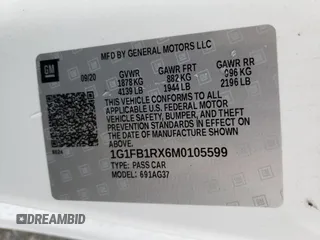 MFD BY GENERAL MOTORS LLC
GM
09/20
GVWR GAWR FRT GAWR RR
1878 KG 882 KG 996 KG
4139 LB 1944 LB 2196 LB
THIS VEHICLE CONFORMS TO ALL APPLICABLE
U.S. FEDERAL MOTOR VEHICLE SAFETY, BUMPER,
AND THEFT PREVENTION STANDARDS IN EFFECT ON
THE DATE OF MANUFACTURE SHOWN ABOVE.
1G1FB1RX6M0105599
TYPE: PASS CAR
MODEL: 691AG37
DREAMBID